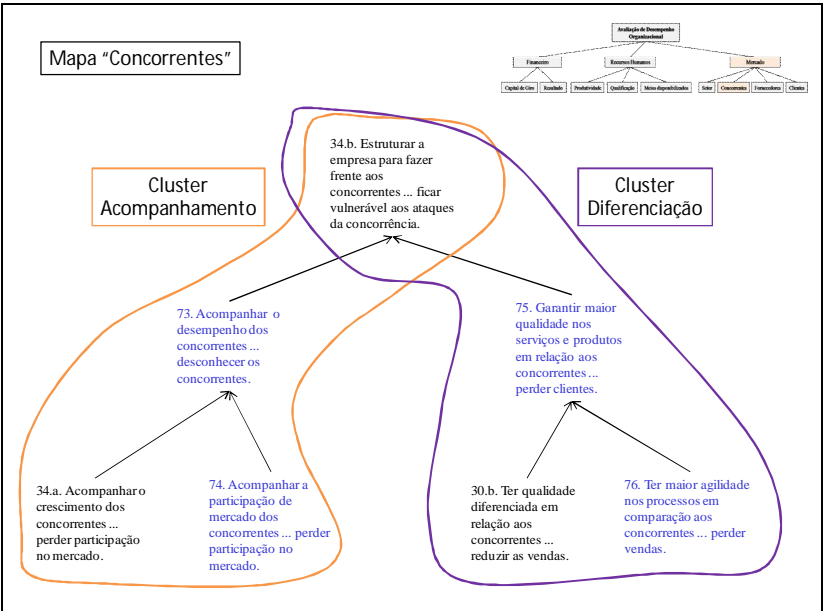 Mapa “Concorrentes”
Avaliação de Desempenho
Organizacional
Financeiro
Recursos Humanos
Mercado
Capital de Giro
Resultado
Produtividade
Qualificação
Meios disponibilizados
Setor
Concorrentes
Fornecedores
Clientes
Cluster
Acompanhamento
34.b. Estruturar a
empresa para fazer
frente aos
concorrentes ... ficar
vulnerável aos ataques
da concorrência.
Cluster
Diferenciação
73. Acompanhar o
desempenho dos
concorrentes ...
desconhecer os
concorrentes.
75. Garantir maior
qualidade nos
serviços e produtos
em relação aos
concorrentes ...
perder clientes.
34.a. Acompanhar o
crescimento dos
concorrentes ...
perder participação
no mercado.
74. Acompanhar a
participação de
mercado dos
concorrentes ... perder
participação no
mercado.
30.b. Ter qualidade
diferenciada em
relação aos
concorrentes ...
reduzir as vendas.
76. Ter maior agilidade
nos processos em
comparação aos
concorrentes ... perder
vendas.